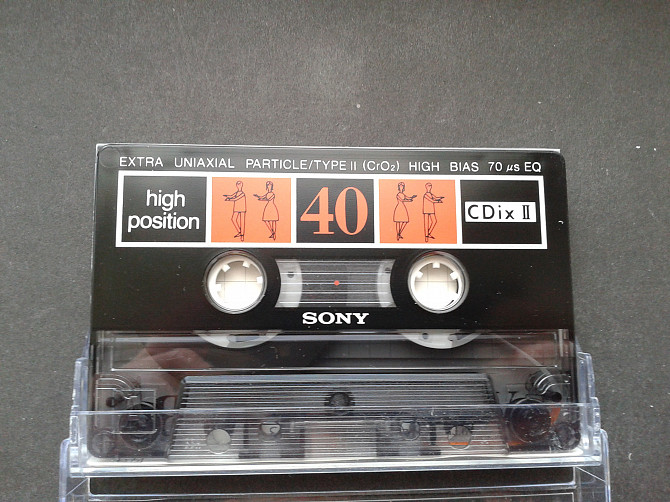 EXTRA UNIAXIAL PARTICLE/TYPE II (CrO₂) HIGH BIAS 70 μs EQ
high
position
40
CDix II
SONY